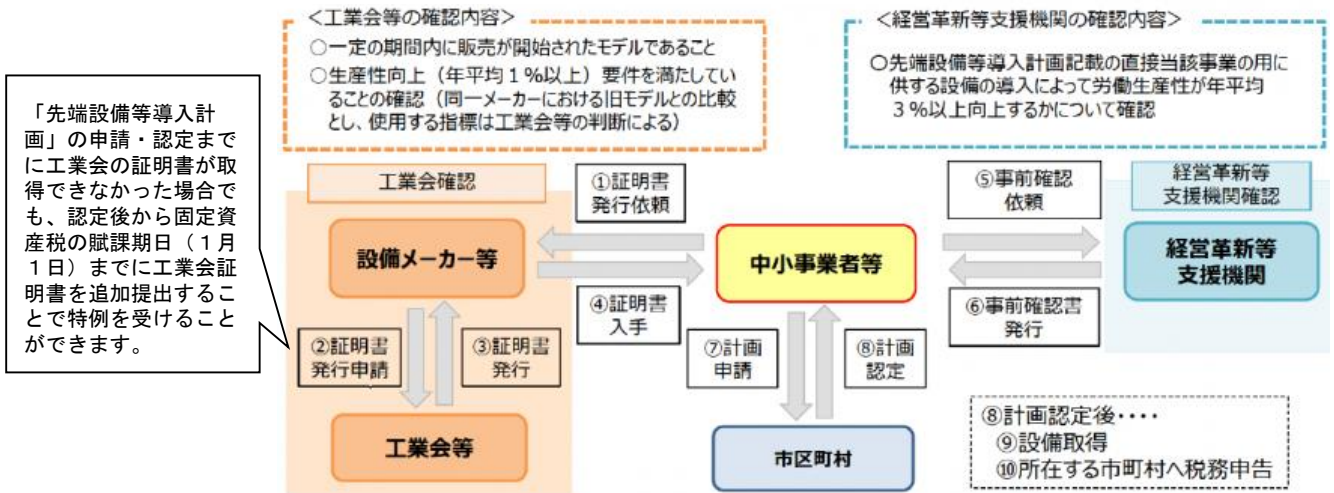 ＜工業会等の確認内容＞
○一定の期間内に販売が開始されたモデルであること
○生産性向上（年平均１％以上）要件を満たしてい
ることの確認（同一メーカーにおける旧モデルとの比較
とし、使用する指標は工業会等の判断による）
＜経営革新等支援機関の確認内容＞
○先端設備等導入計画記載の直接当該事業の用に
供する設備の導入によって労働生産性が年平均
３％以上向上するかについて確認
「先端設備等導入計
画」の申請・認定まで
に工業会の証明書が取
得できなかった場合で
も、認定後から固定資
産税の賦課期日（１月
１日）までに工業会証
明書を追加提出するこ
とで特例を受けること
ができます。
工業会確認
設備メーカー等
②証明書
発行申請
③証明書
発行
工業会等
①証明書
発行依頼
④証明書
入手
中小事業者等
⑦計画
申請
⑧計画
認定
市区町村
⑤事前確認
依頼
⑥事前確認書
発行
経営革新等
支援機関確認
経営革新等
支援機関
⑧計画認定後・・・・
⑨設備取得
⑩所在する市町村へ税務申告